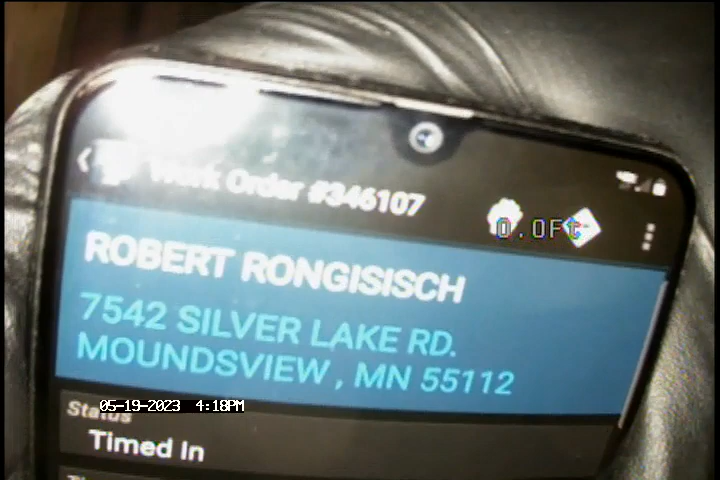 Work Order #346107
0.0Ft
ROBERT RONGISISCH
7542 SILVER LAKE RD.
MOUNDSVIEW , MN 55112
Status
05-19-2023 4:18PM
Timed In